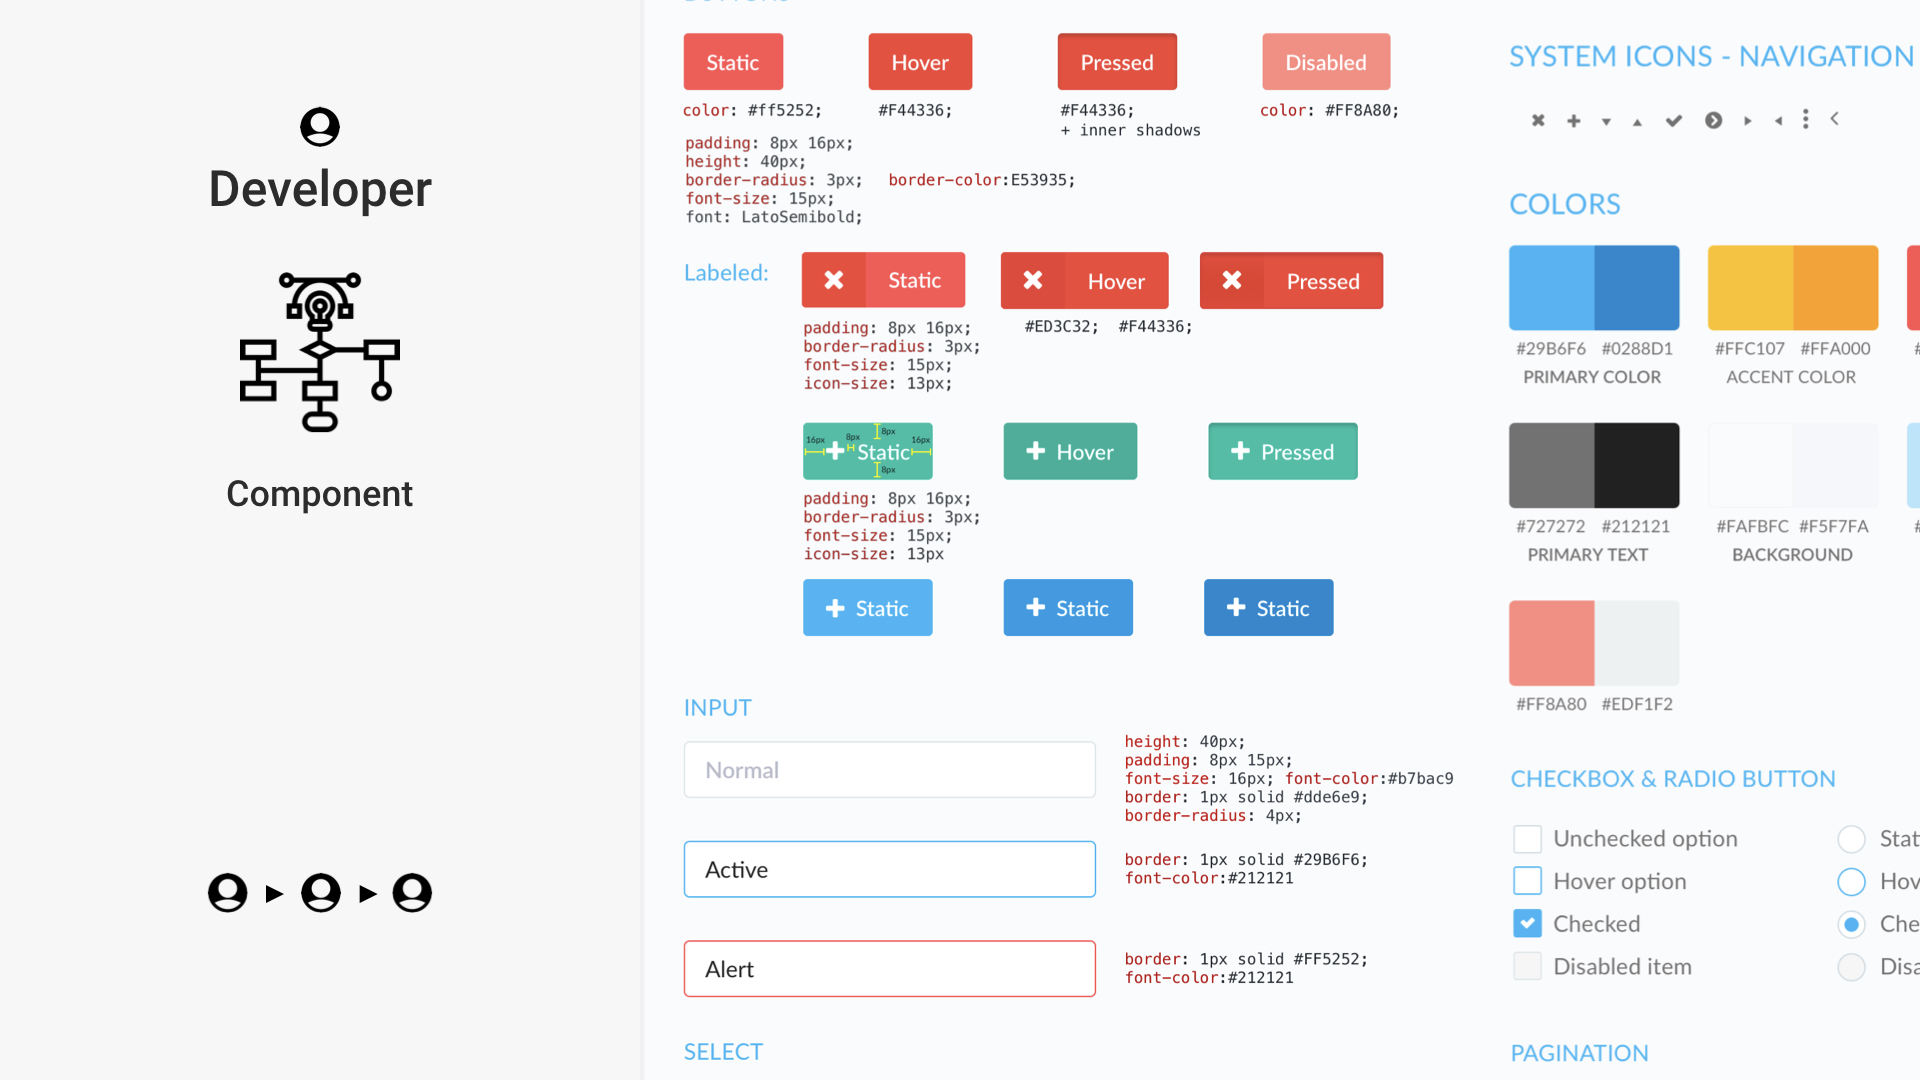 Developer
Component
BUTTONS
Static
Hover
Pressed
Disabled
color: #ff5252;
#F44336;
#F44336;
+ inner shadows
color: #FF8A80;
padding: 8px 16px;
height: 40px;
border-radius: 3px;
border-color:E53935;
font-size: 15px;
font: LatoSemibold;
Labeled:
Static
Hover
Pressed
padding: 8px 16px;
border-radius: 3px;
font-size: 15px;
icon-size: 13px;
#ED3C32;
#F44336;
16px
8px
8px
16px
Static
8px
Hover
Pressed
padding: 8px 16px;
border-radius: 3px;
font-size: 15px;
icon-size: 13px
Static
Static
Static
INPUT
Normal
height: 40px;
padding: 8px 15px;
font-size: 16px; font-color:#b7bac9
border: 1px solid #dde6e9;
border-radius: 4px;
Active
border: 1px solid #29B6F6;
font-color:#212121
Alert
border: 1px solid #FF5252;
font-color:#212121
SELECT
SYSTEM ICONS - NAVIGATION
COLORS
#29B6F6 #0288D1
PRIMARY COLOR
#FFC107 #FFA000
ACCENT COLOR
#727272 #212121
PRIMARY TEXT
#FAFBFC #F5F7FA
BACKGROUND
#FF8A80 #EDF1F2
CHECKBOX & RADIO BUTTON
Unchecked option
Hover option
Checked
Disabled item
Stat
Hov
Che
Disa
PAGINATION